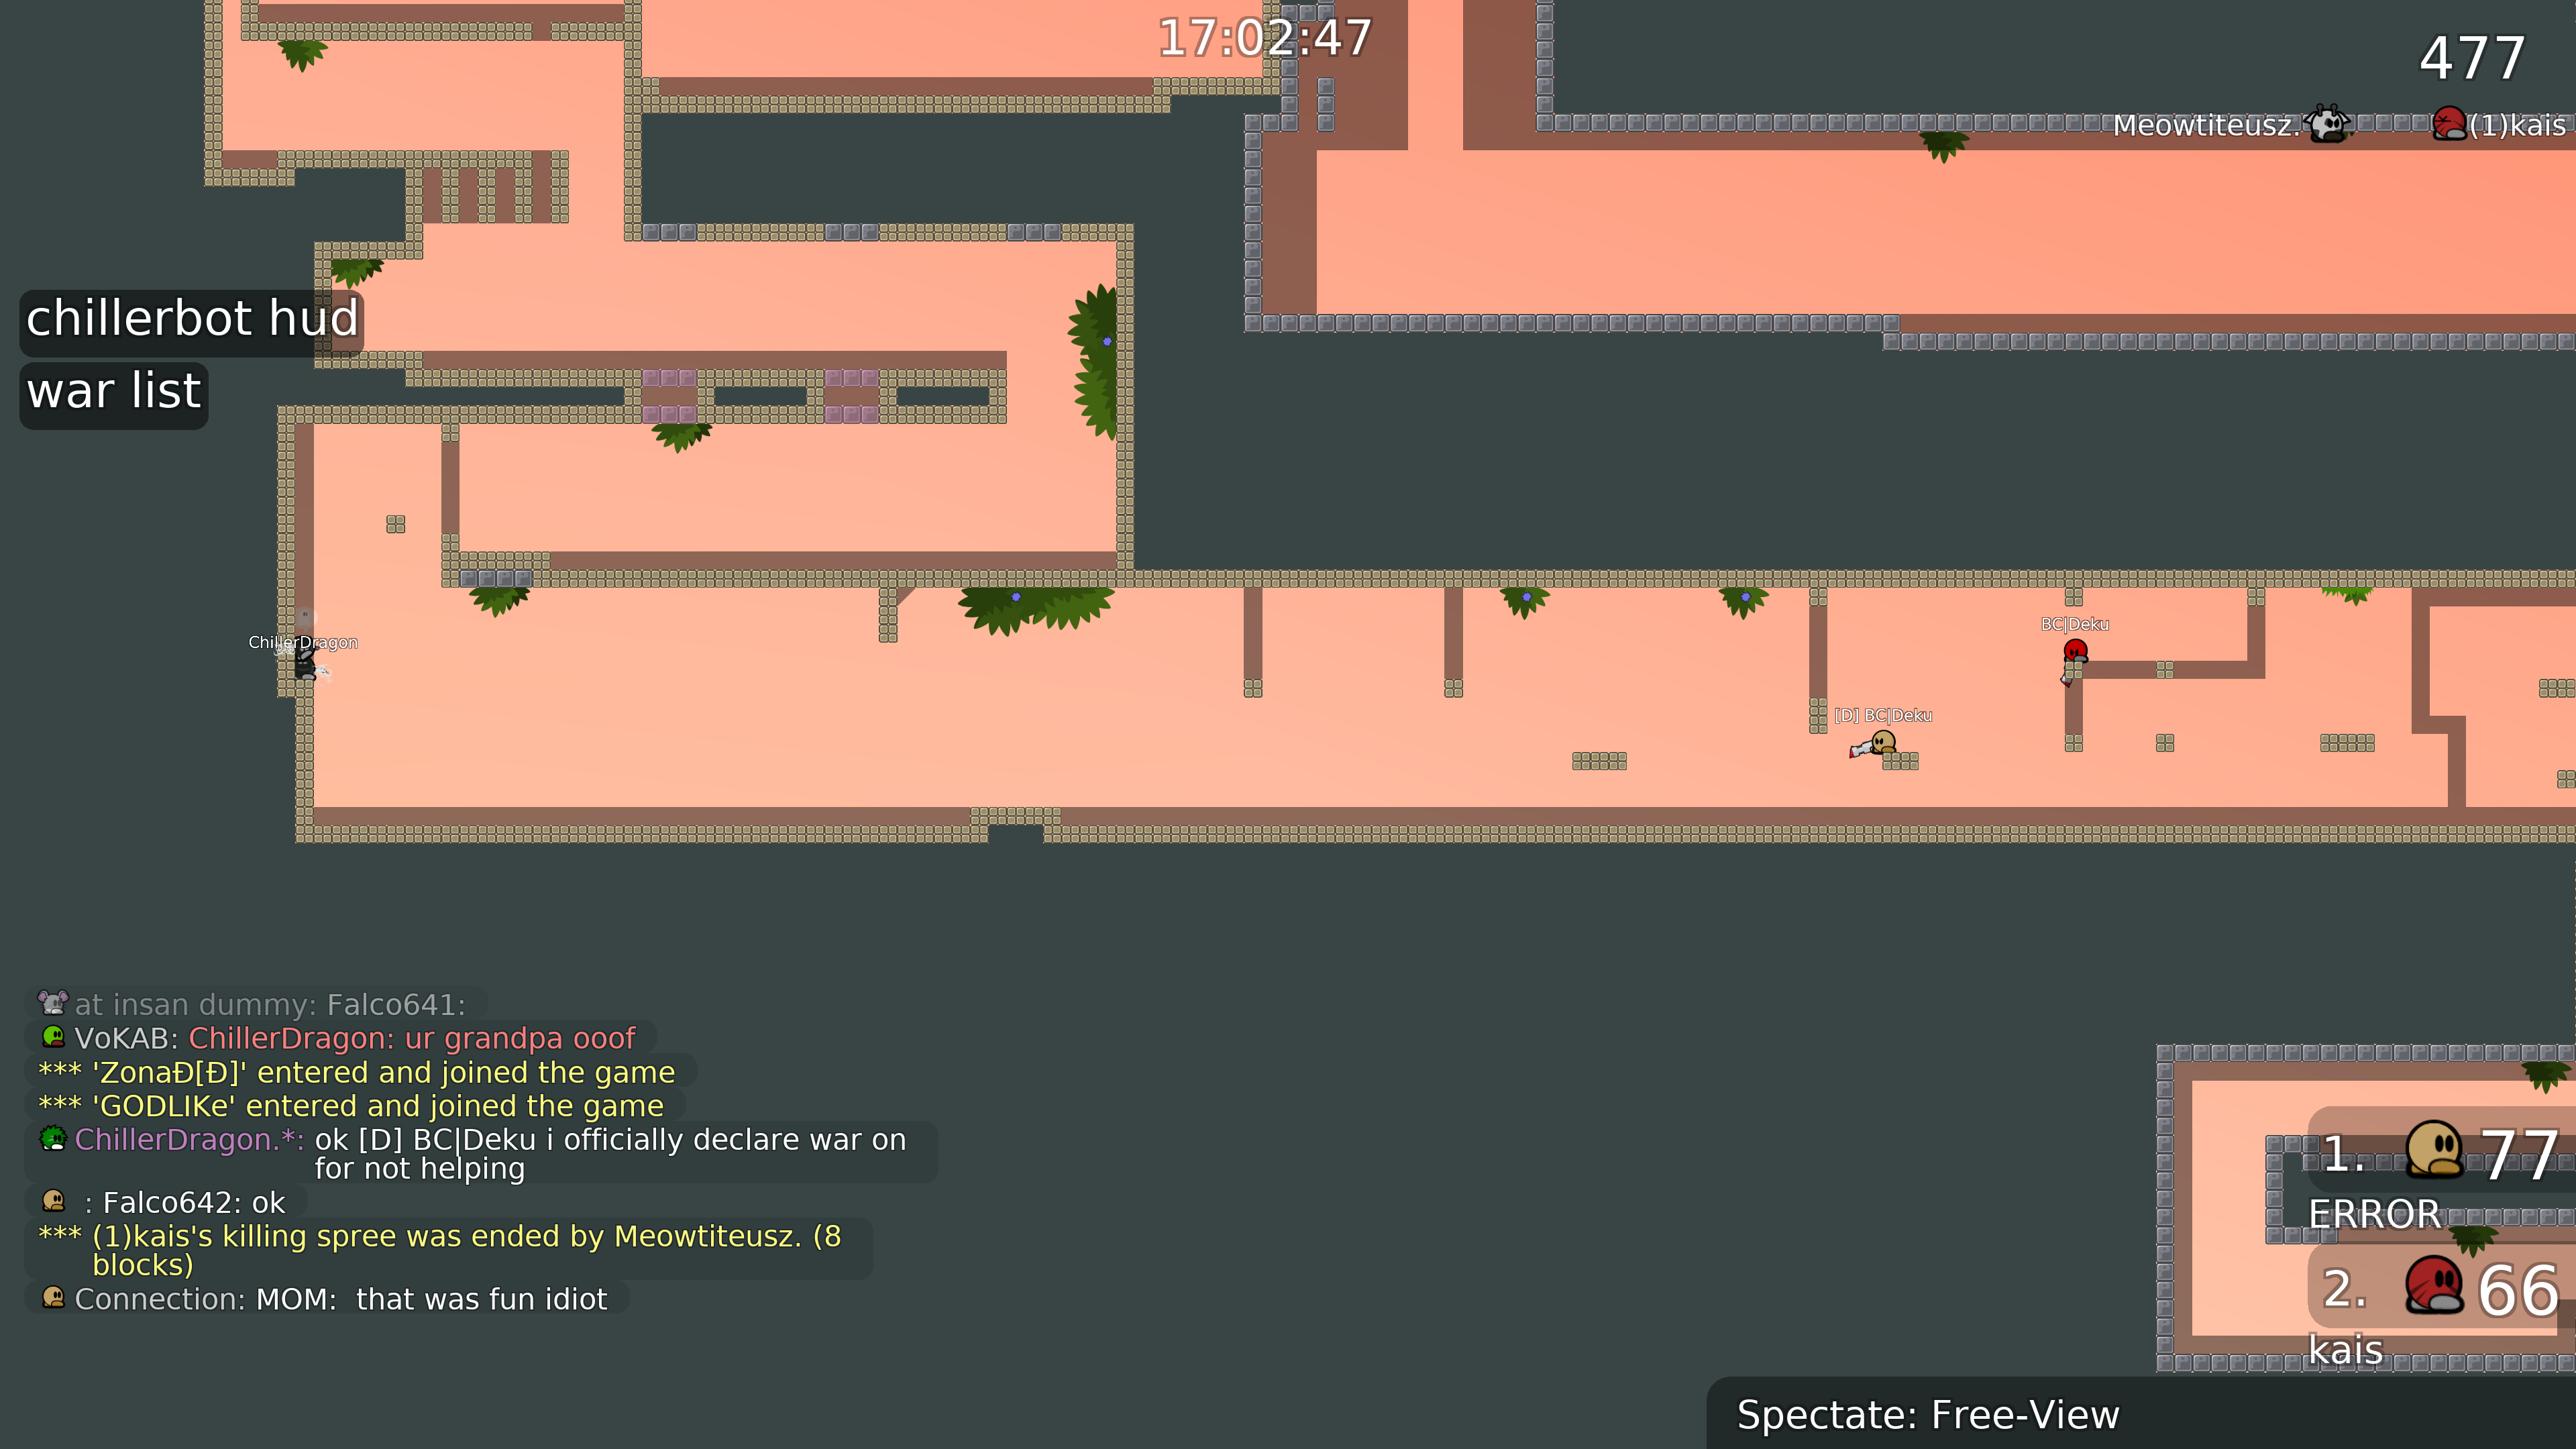 17:02:47
477
Meowtiteusz. (1)kais
chillerbot hud
war list
ChillerDragon
BC|Deku
[D] BC|Deku
at insan dummy: Falco641:
VoKAB: ChillerDragon: ur grandpa ooof
*** 'ZonaĐ[Đ]' entered and joined the game
*** 'GODLIKe' entered and joined the game
ChillerDragon.*: ok [D] BC|Deku i officially declare war on
for not helping
: Falco642: ok
*** (1)kais's killing spree was ended by Meowtiteusz. (8
blocks)
Connection: MOM:  that was fun idiot
1. 77
ERROR
2. 66
kais
Spectate: Free-View